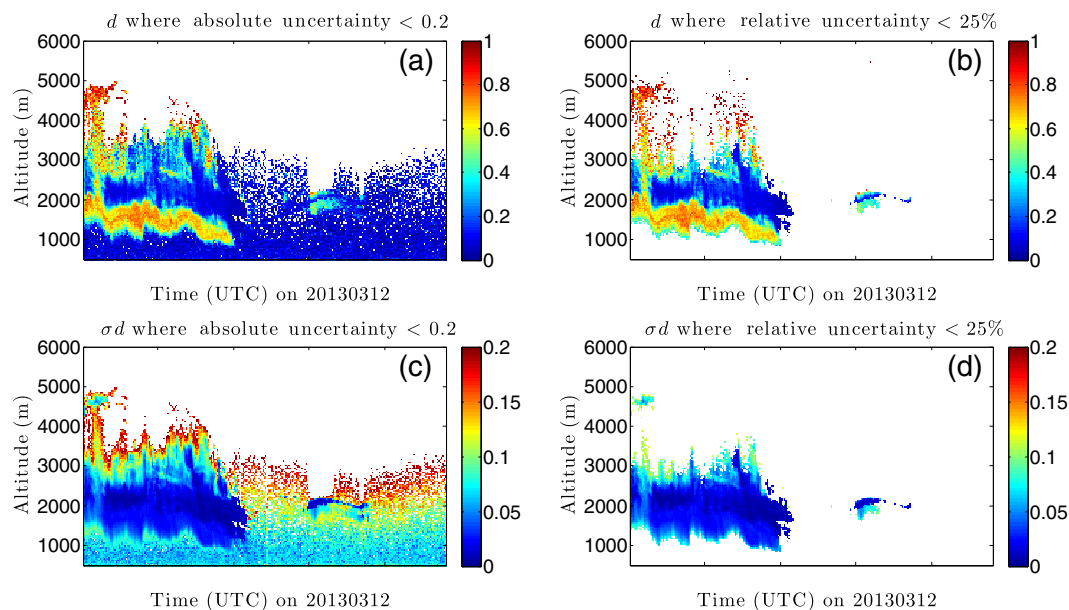 d where absolute uncertainty < 0.2
d where relative uncertainty < 25%
6000
5000
4000
3000
2000
1000
Altitude (m)
(a)
1
0.8
0.6
0.4
0.2
0
Time (UTC) on 20130312
6000
5000
4000
3000
2000
1000
Altitude (m)
(b)
1
0.8
0.6
0.4
0.2
0
Time (UTC) on 20130312
σd where absolute uncertainty < 0.2
σd where relative uncertainty < 25%
6000
5000
4000
3000
2000
1000
Altitude (m)
(c)
0.2
0.15
0.1
0.05
0
Time (UTC) on 20130312
6000
5000
4000
3000
2000
1000
Altitude (m)
(d)
0.2
0.15
0.1
0.05
0
Time (UTC) on 20130312